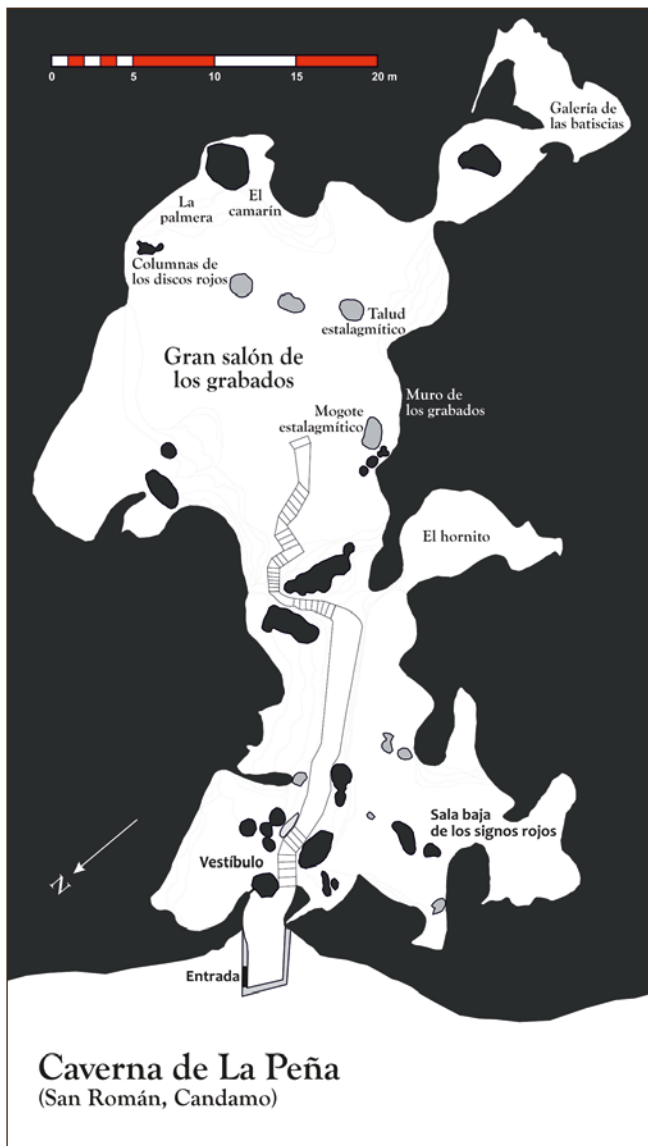 0 5 10 15 20 m
Galería de
las batiscias
La
palmera
El
camarín
Columnas de
los discos rojos
Talud
estalagmítico
Gran salón de
los grabados
Muro de
los grabados
Mogote
estalagmítico
El hornito
Sala baja
de los signos rojos
Vestíbulo
N
Entrada
Caverna de La Peña
(San Román, Candamo)